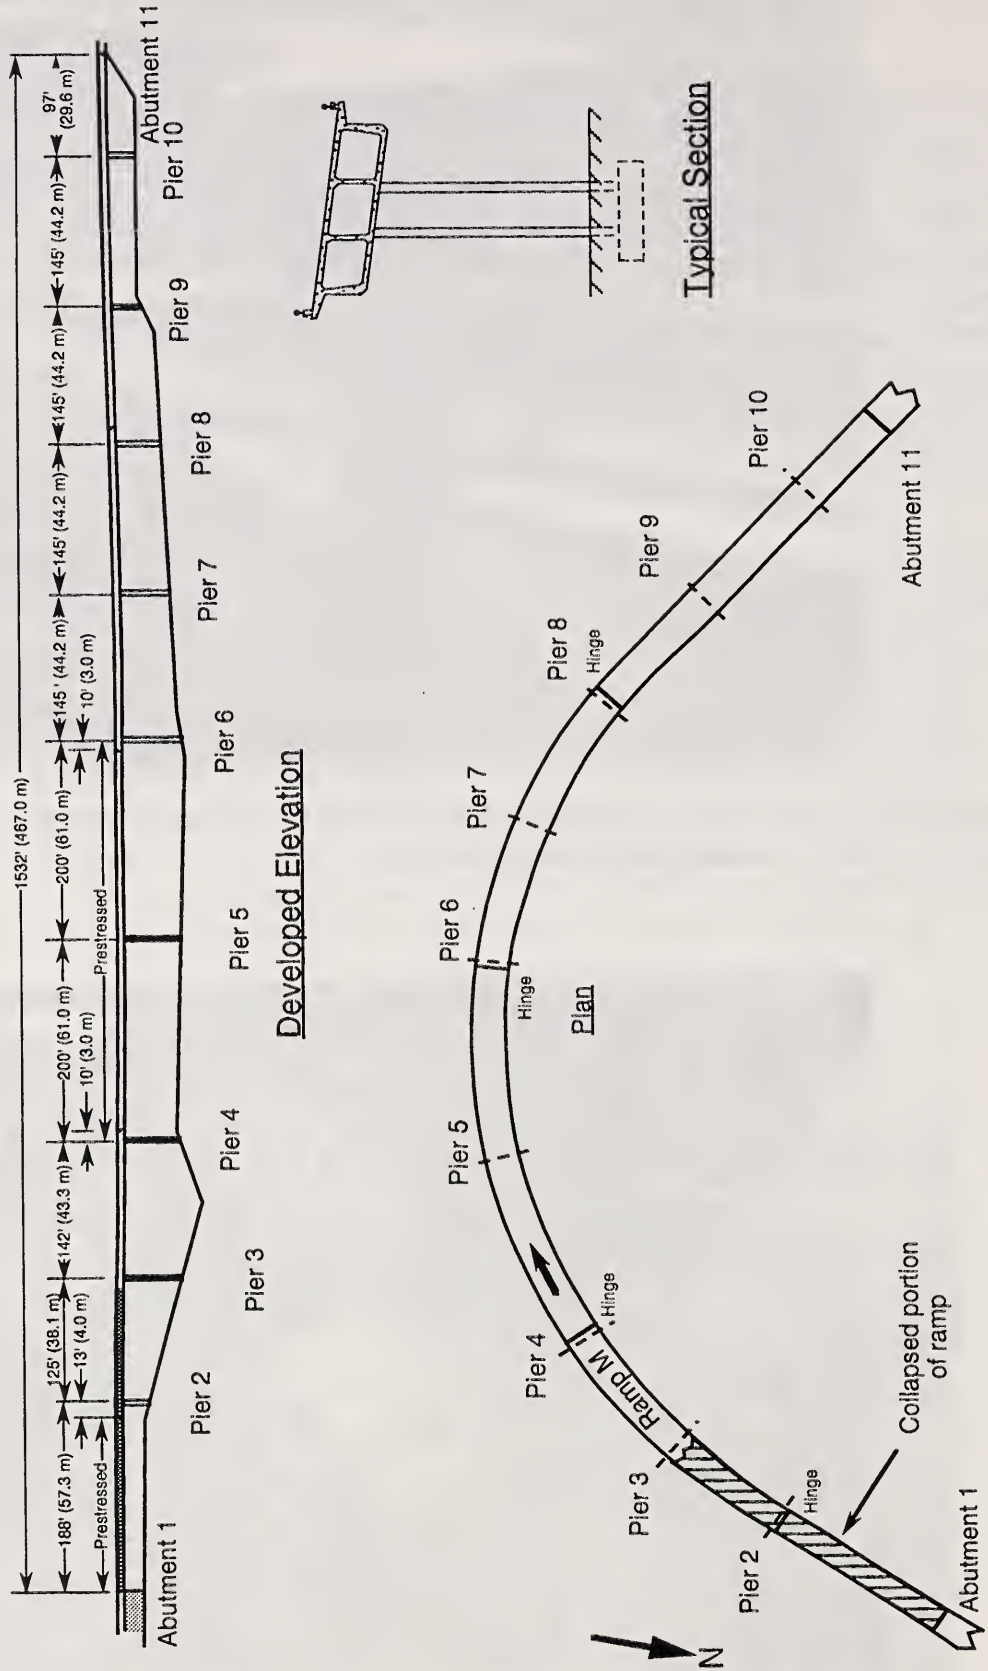 1532' (467.0 m)
188' (57.3 m)
125' (38.1 m)
142' (43.3 m)
200' (61.0 m)
200' (61.0 m)
145' (44.2 m)
145' (44.2 m)
145' (44.2 m)
145' (44.2 m)
97'
(29.6 m)
13' (4.0 m)
10' (3.0 m)
10' (3.0 m)
Prestressed
Prestressed
Abutment 1
Pier 2
Pier 3
Pier 4
Pier 5
Pier 6
Pier 7
Pier 8
Pier 9
Pier 10
Abutment 11
Developed Elevation
Typical Section
N
Abutment 1
Pier 2
Hinge
Pier 3
Ramp M
Pier 4
Hinge
Pier 5
Pier 6
Hinge
Pier 7
Pier 8
Hinge
Pier 9
Pier 10
Abutment 11
Plan
Collapsed portion
of ramp